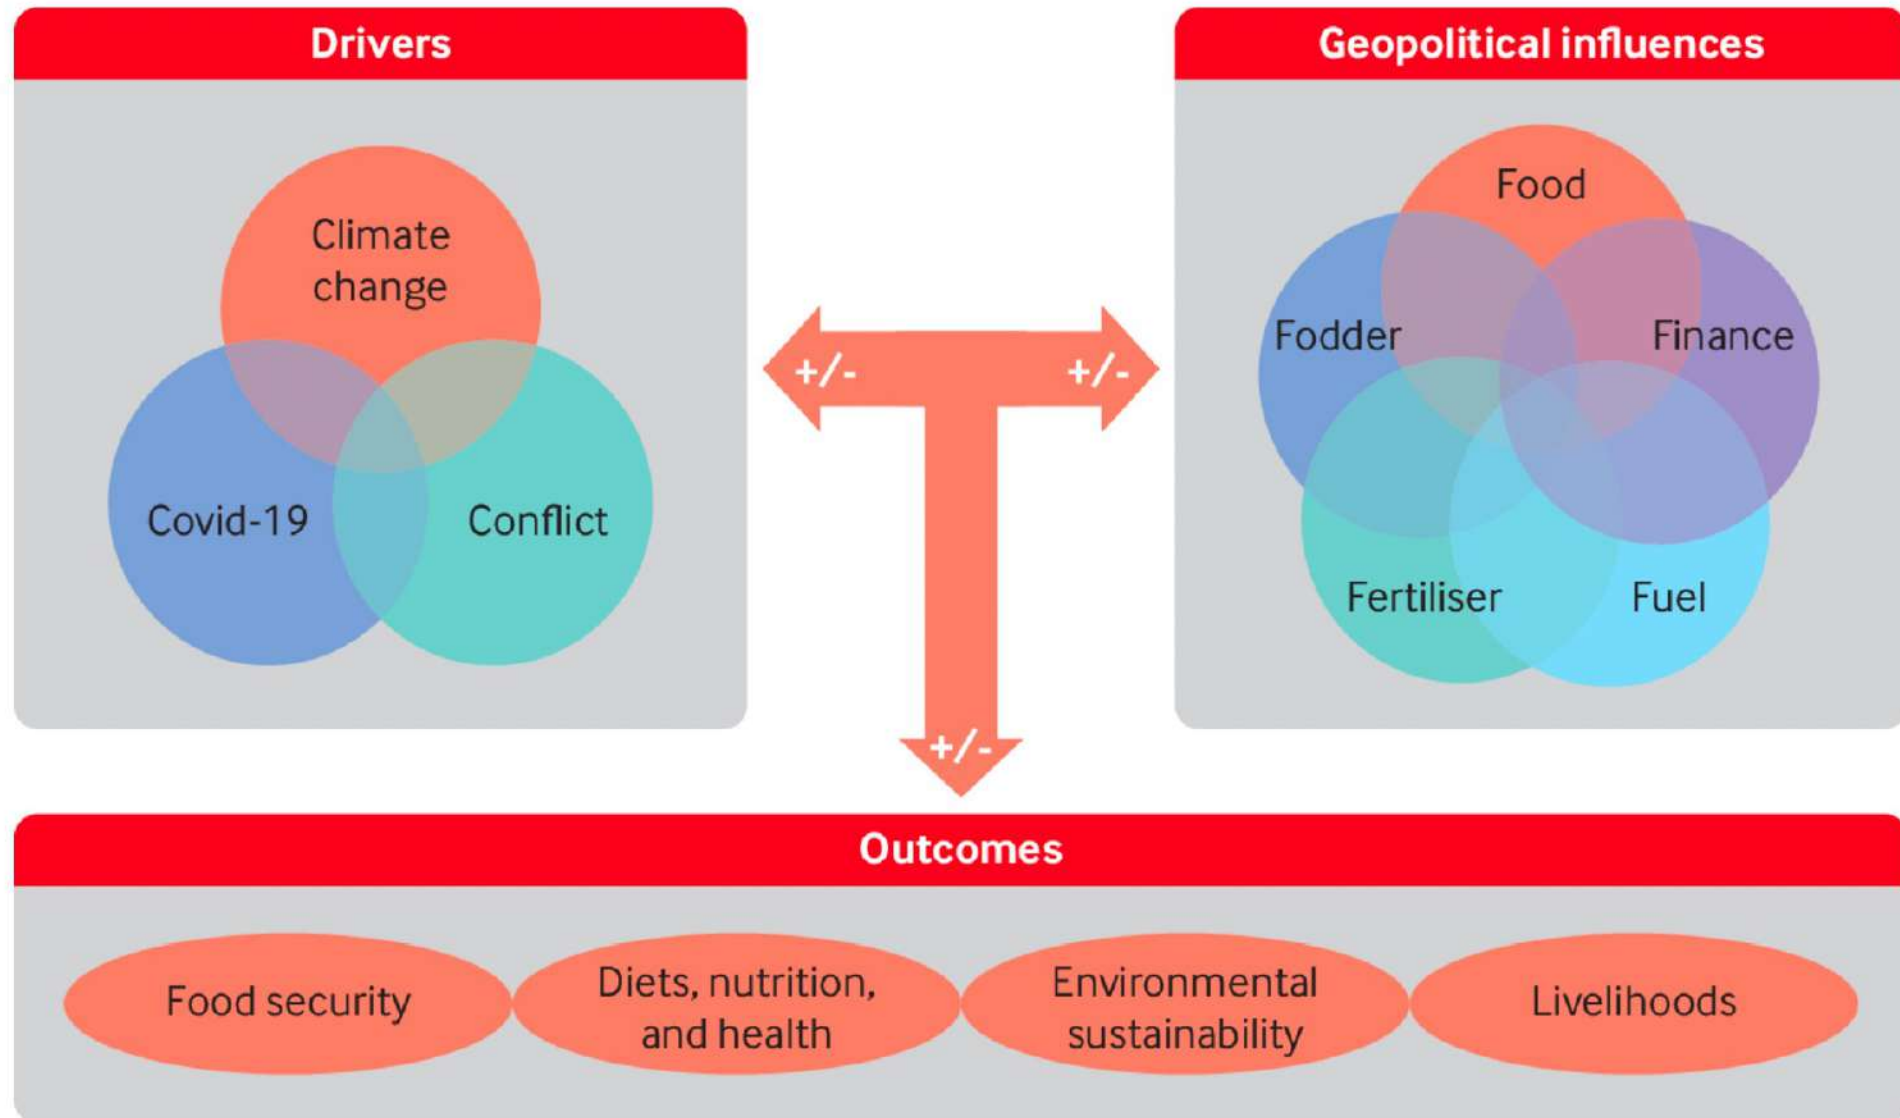 Drivers
Climate
change
Covid-19
Conflict
+/-
+/-
+/-
Geopolitical influences
Food
Fodder
Finance
Fertiliser
Fuel
Outcomes
Food security
Diets, nutrition,
and health
Environmental
sustainability
Livelihoods